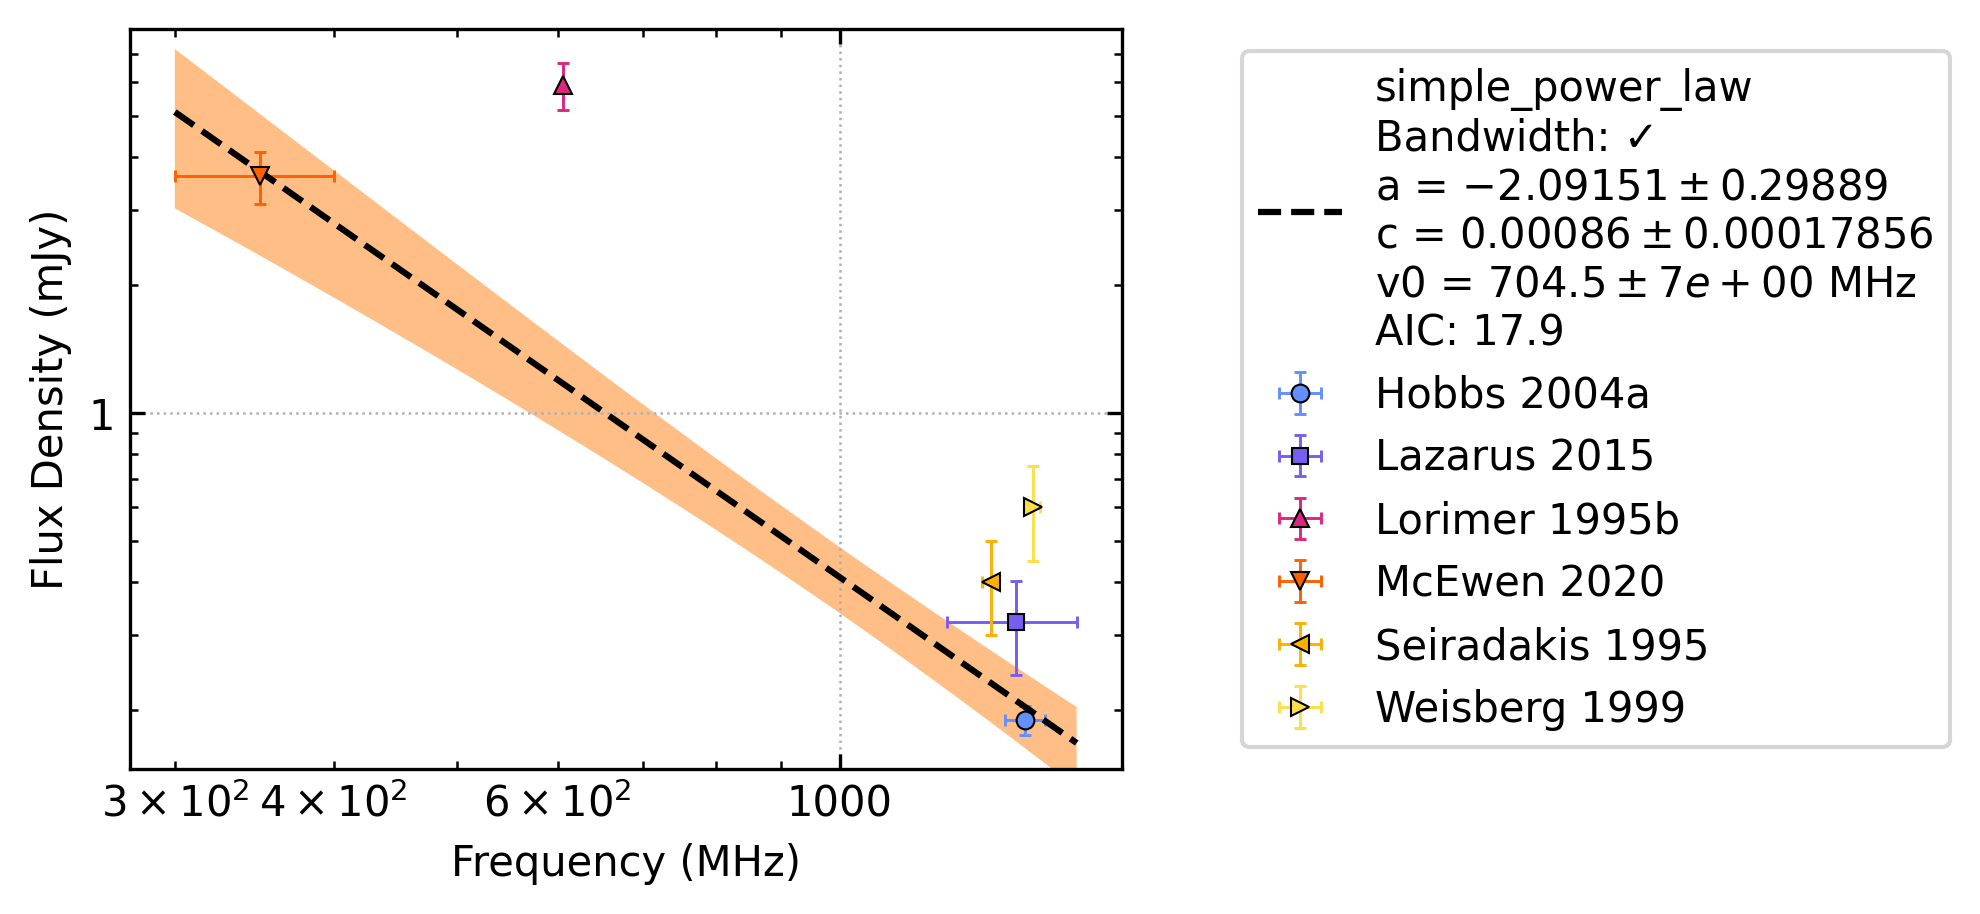 Flux Density (mJy)
1
3 × 10² 4 × 10² 6 × 10² 1000
Frequency (MHz)
simple_power_law
Bandwidth: ✓
a = −2.09151 ± 0.29889
c = 0.00086 ± 0.00017856
v0 = 704.5 ± 7e + 00 MHz
AIC: 17.9
Hobbs 2004a
Lazarus 2015
Lorimer 1995b
McEwen 2020
Seiradakis 1995
Weisberg 1999